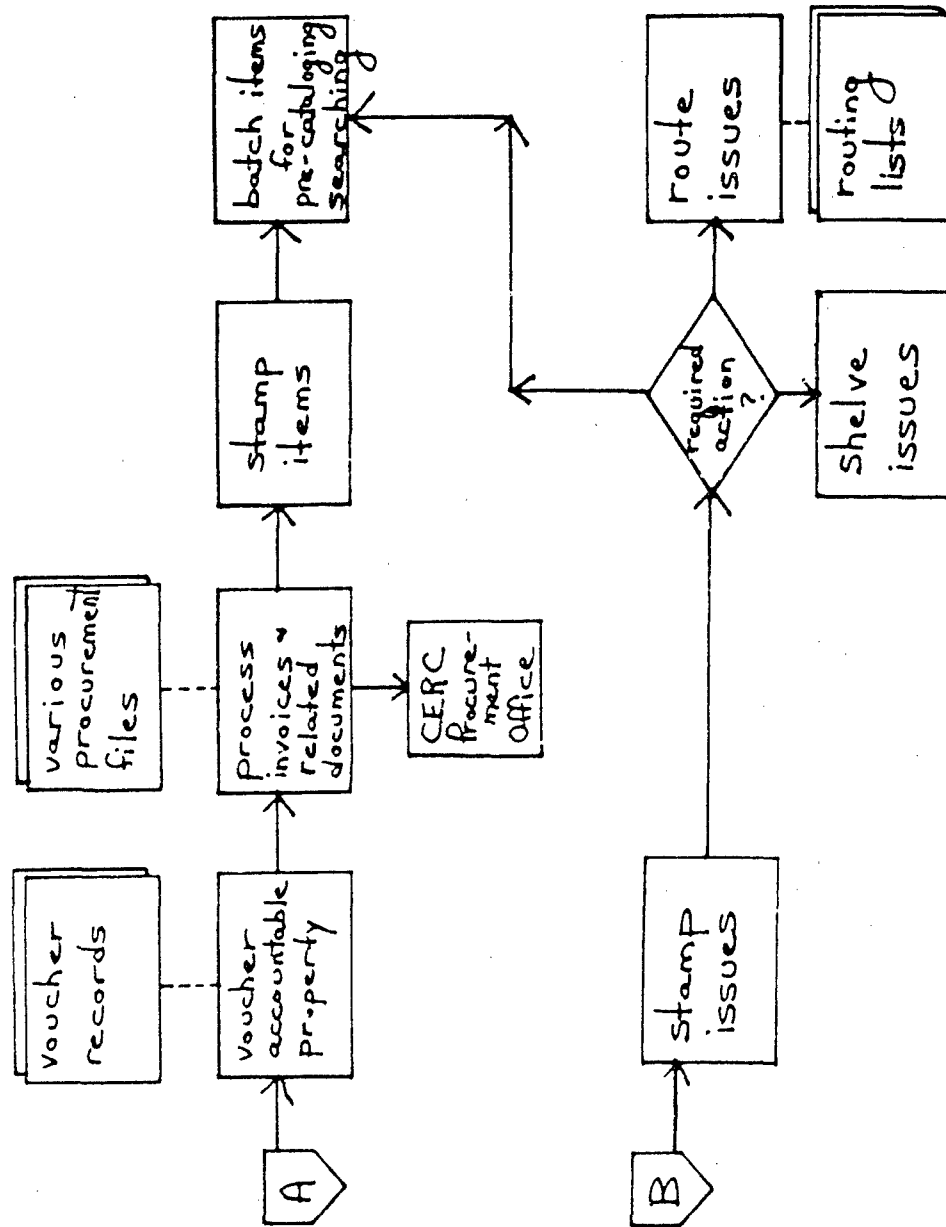 A
voucher
records
voucher
accountable
property
various
procurement
files
process
invoices &
related
documents
CERC
Procure-
ment
Office
stamp
items
batch items
for
pre-cataloging
searching
B
stamp
issues
required
action
?
route
issues
routing
lists
shelve
issues